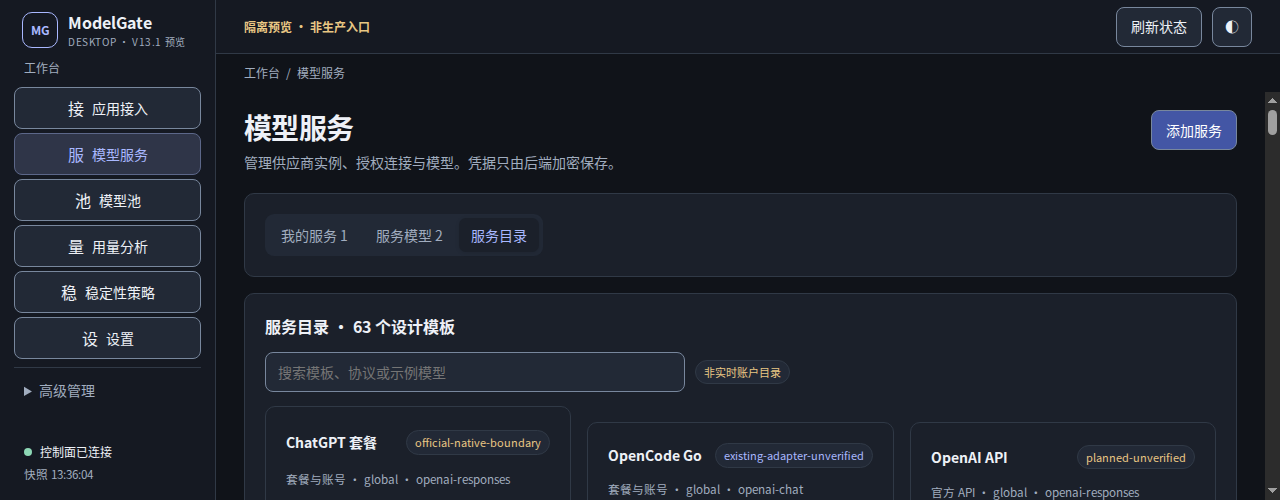 MG
ModelGate
DESKTOP · V13.1 预览
工作台
接 应用接入
服 模型服务
池 模型池
量 用量分析
稳 稳定性策略
设 设置
▶ 高级管理
控制面已连接
快照 13:36:04
隔离预览 · 非生产入口
刷新状态
工作台 / 模型服务
模型服务
添加服务
管理供应商实例、授权连接与模型。凭据只由后端加密保存。
我的服务 1 服务模型 2 服务目录
服务目录 · 63 个设计模板
搜索模板、协议或示例模型
非实时账户目录
ChatGPT 套餐 official-native-boundary
套餐与账号 · global · openai-responses
OpenCode Go existing-adapter-unverified
套餐与账号 · global · openai-chat
OpenAI API planned-unverified
官方 API · global · openai-responses